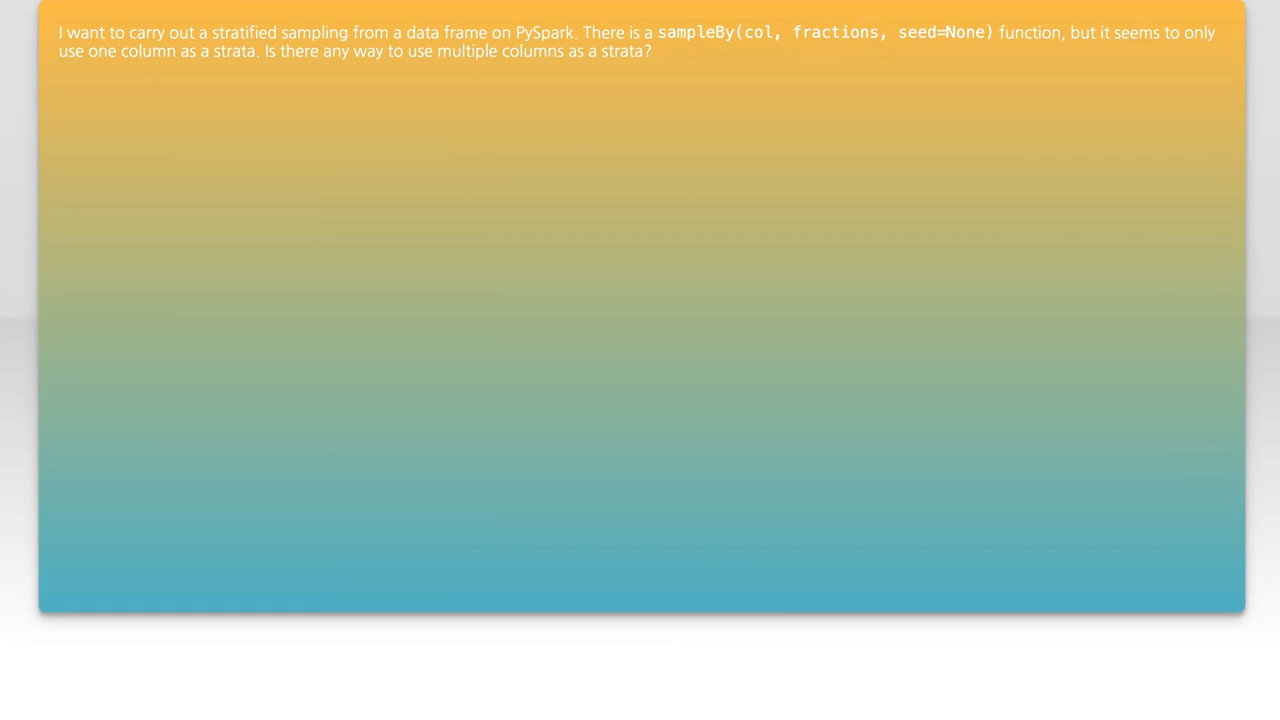 I want to carry out a stratified sampling from a data frame on PySpark. There is a sampleBy(col, fractions, seed=None) function, but it seems to only
use one column as a strata. Is there any way to use multiple columns as a strata?